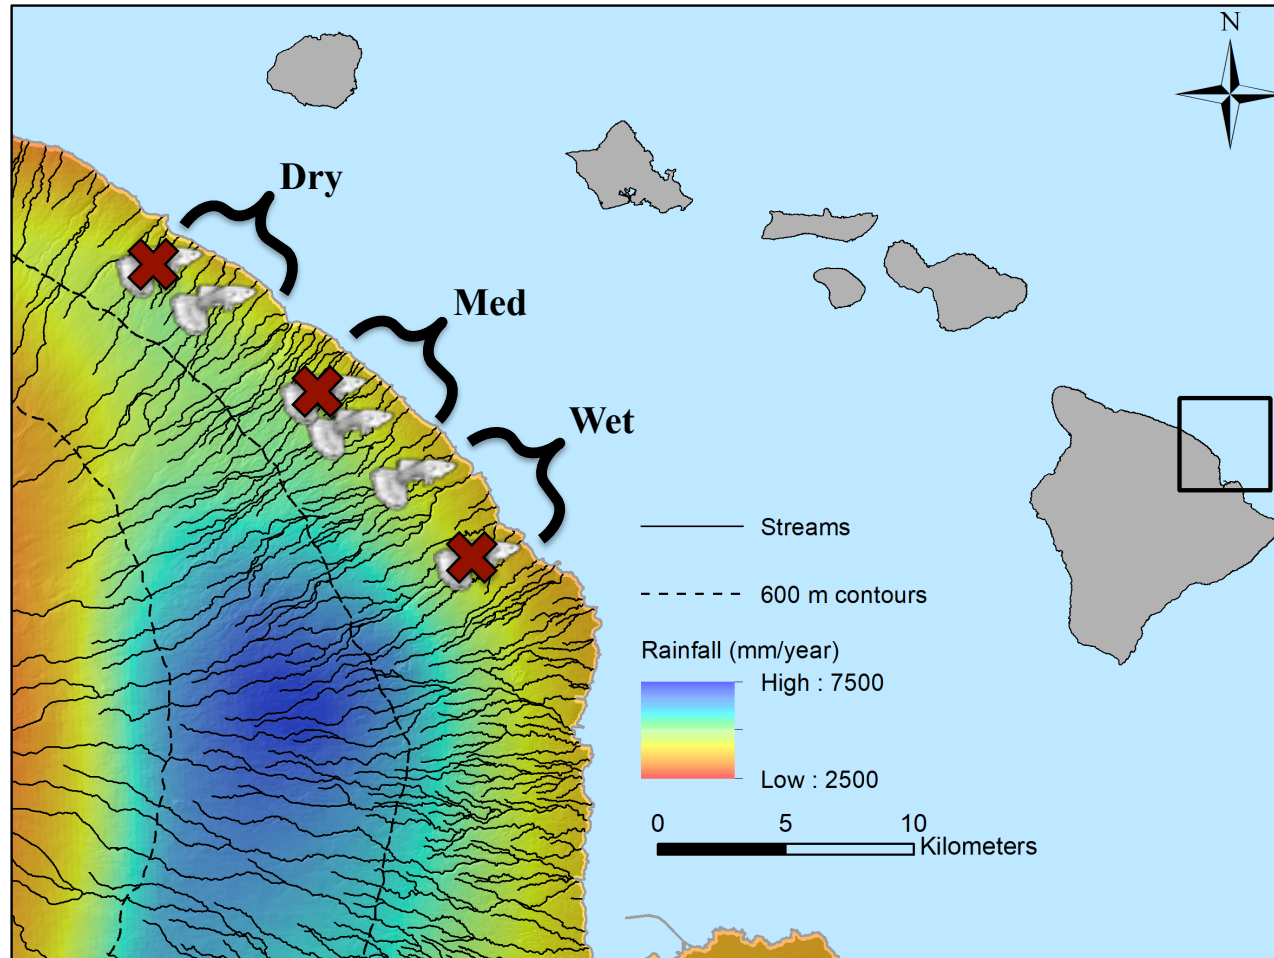 N
Dry
Med
Wet
Streams
600 m contours
Rainfall (mm/year)
High : 7500
Low : 2500
0 5 10
Kilometers